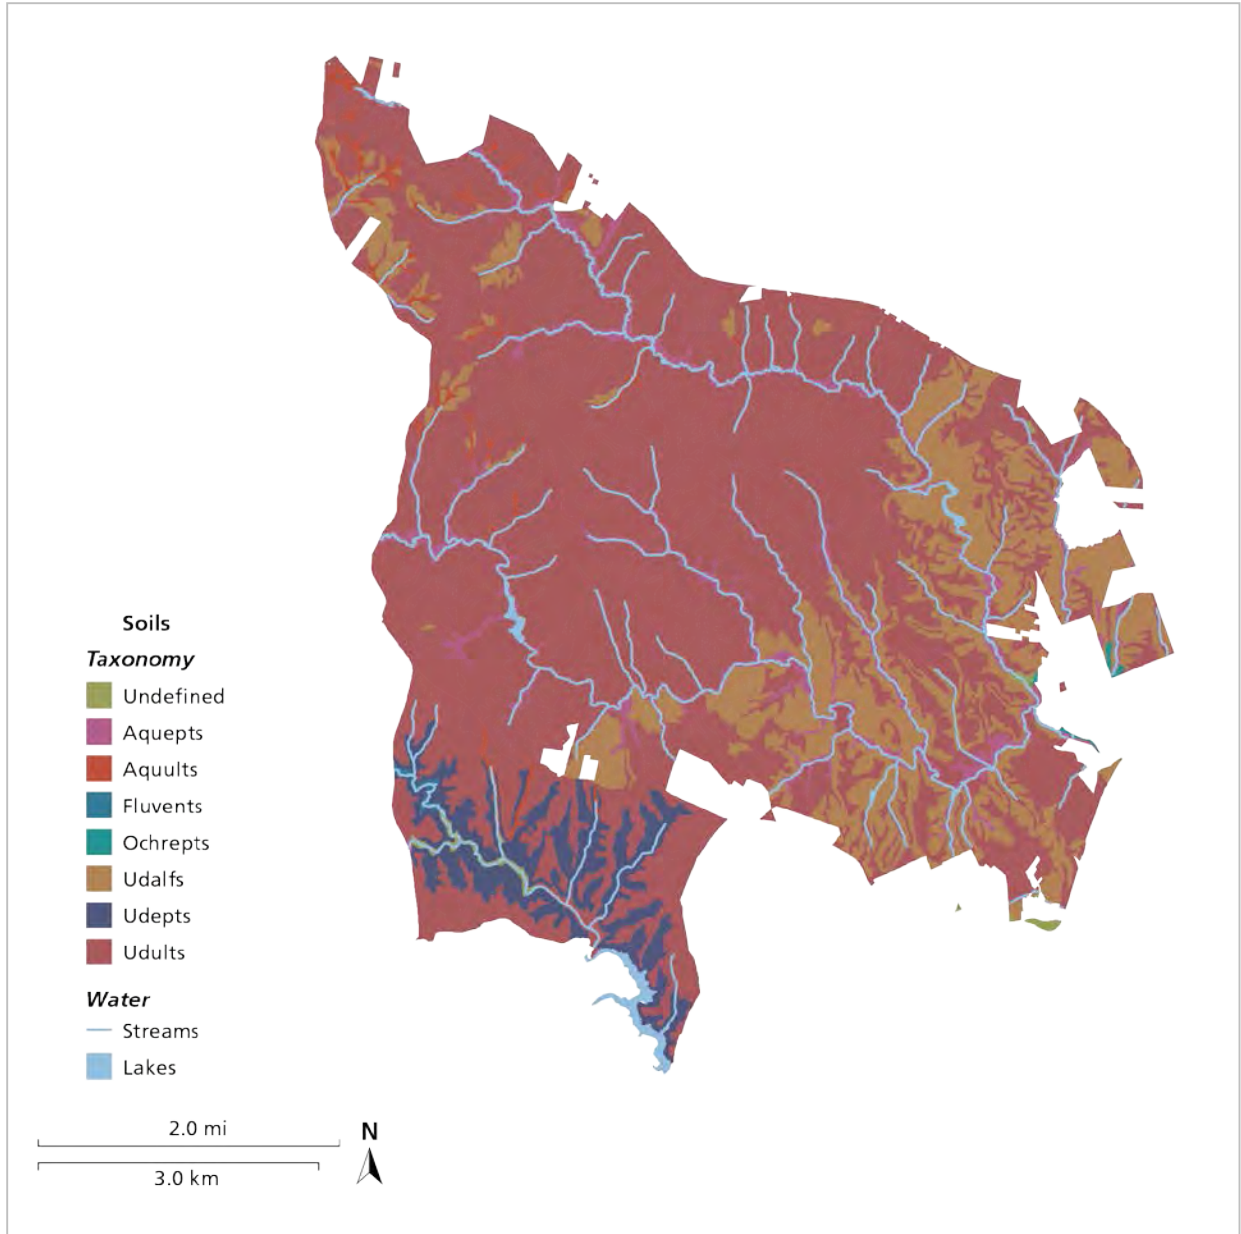 Soils
Taxonomy
Undefined
Aquepts
Aquults
Fluvents
Ochrepts
Udalfs
Udepts
Udults
Water
Streams
Lakes
2.0 mi
3.0 km
N